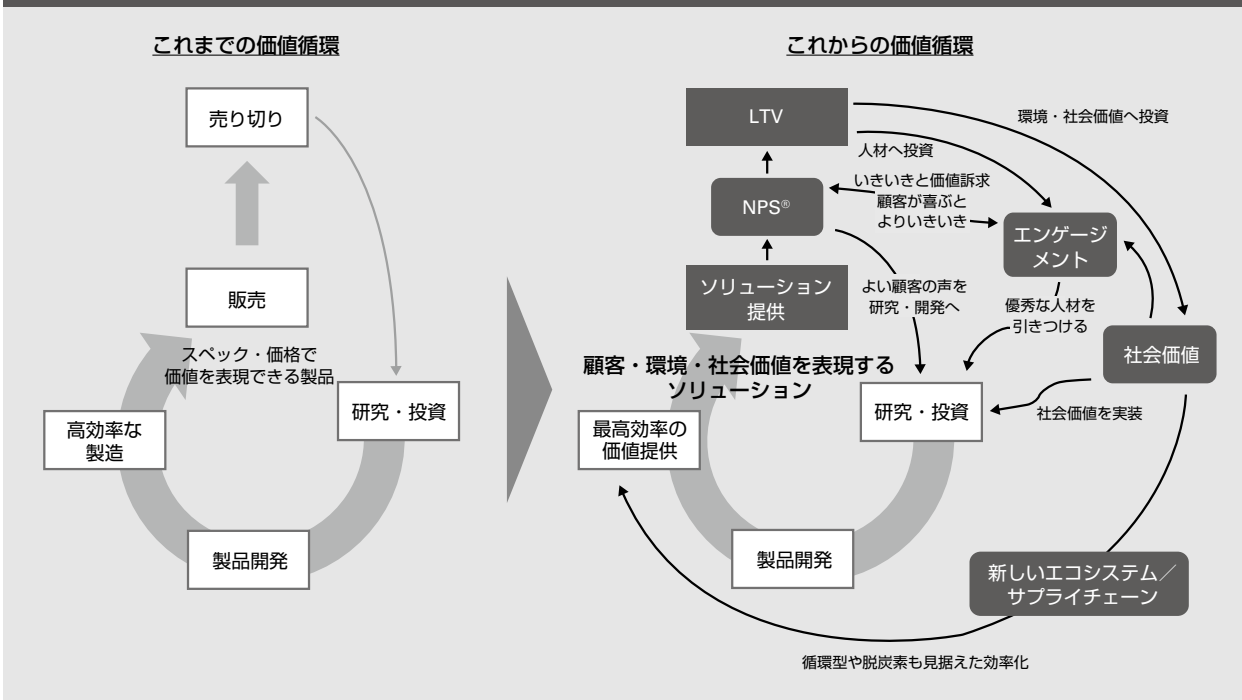 これまでの価値循環
売り切り
販売
スペック・価格で
価値を表現できる製品
研究・投資
高効率な
製造
製品開発
これからの価値循環
LTV
環境・社会価値へ投資
人材へ投資
NPS®
いきいきと価値訴求
顧客が喜ぶと
よりいきいき
エンゲージ
メント
ソリューション
提供
よい顧客の声を
研究・開発へ
優秀な人材を
引きつける
社会価値
顧客・環境・社会価値を表現する
ソリューション
研究・投資
社会価値を実装
最高効率の
価値提供
製品開発
新しいエコシステム／
サプライチェーン
循環型や脱炭素も見据えた効率化